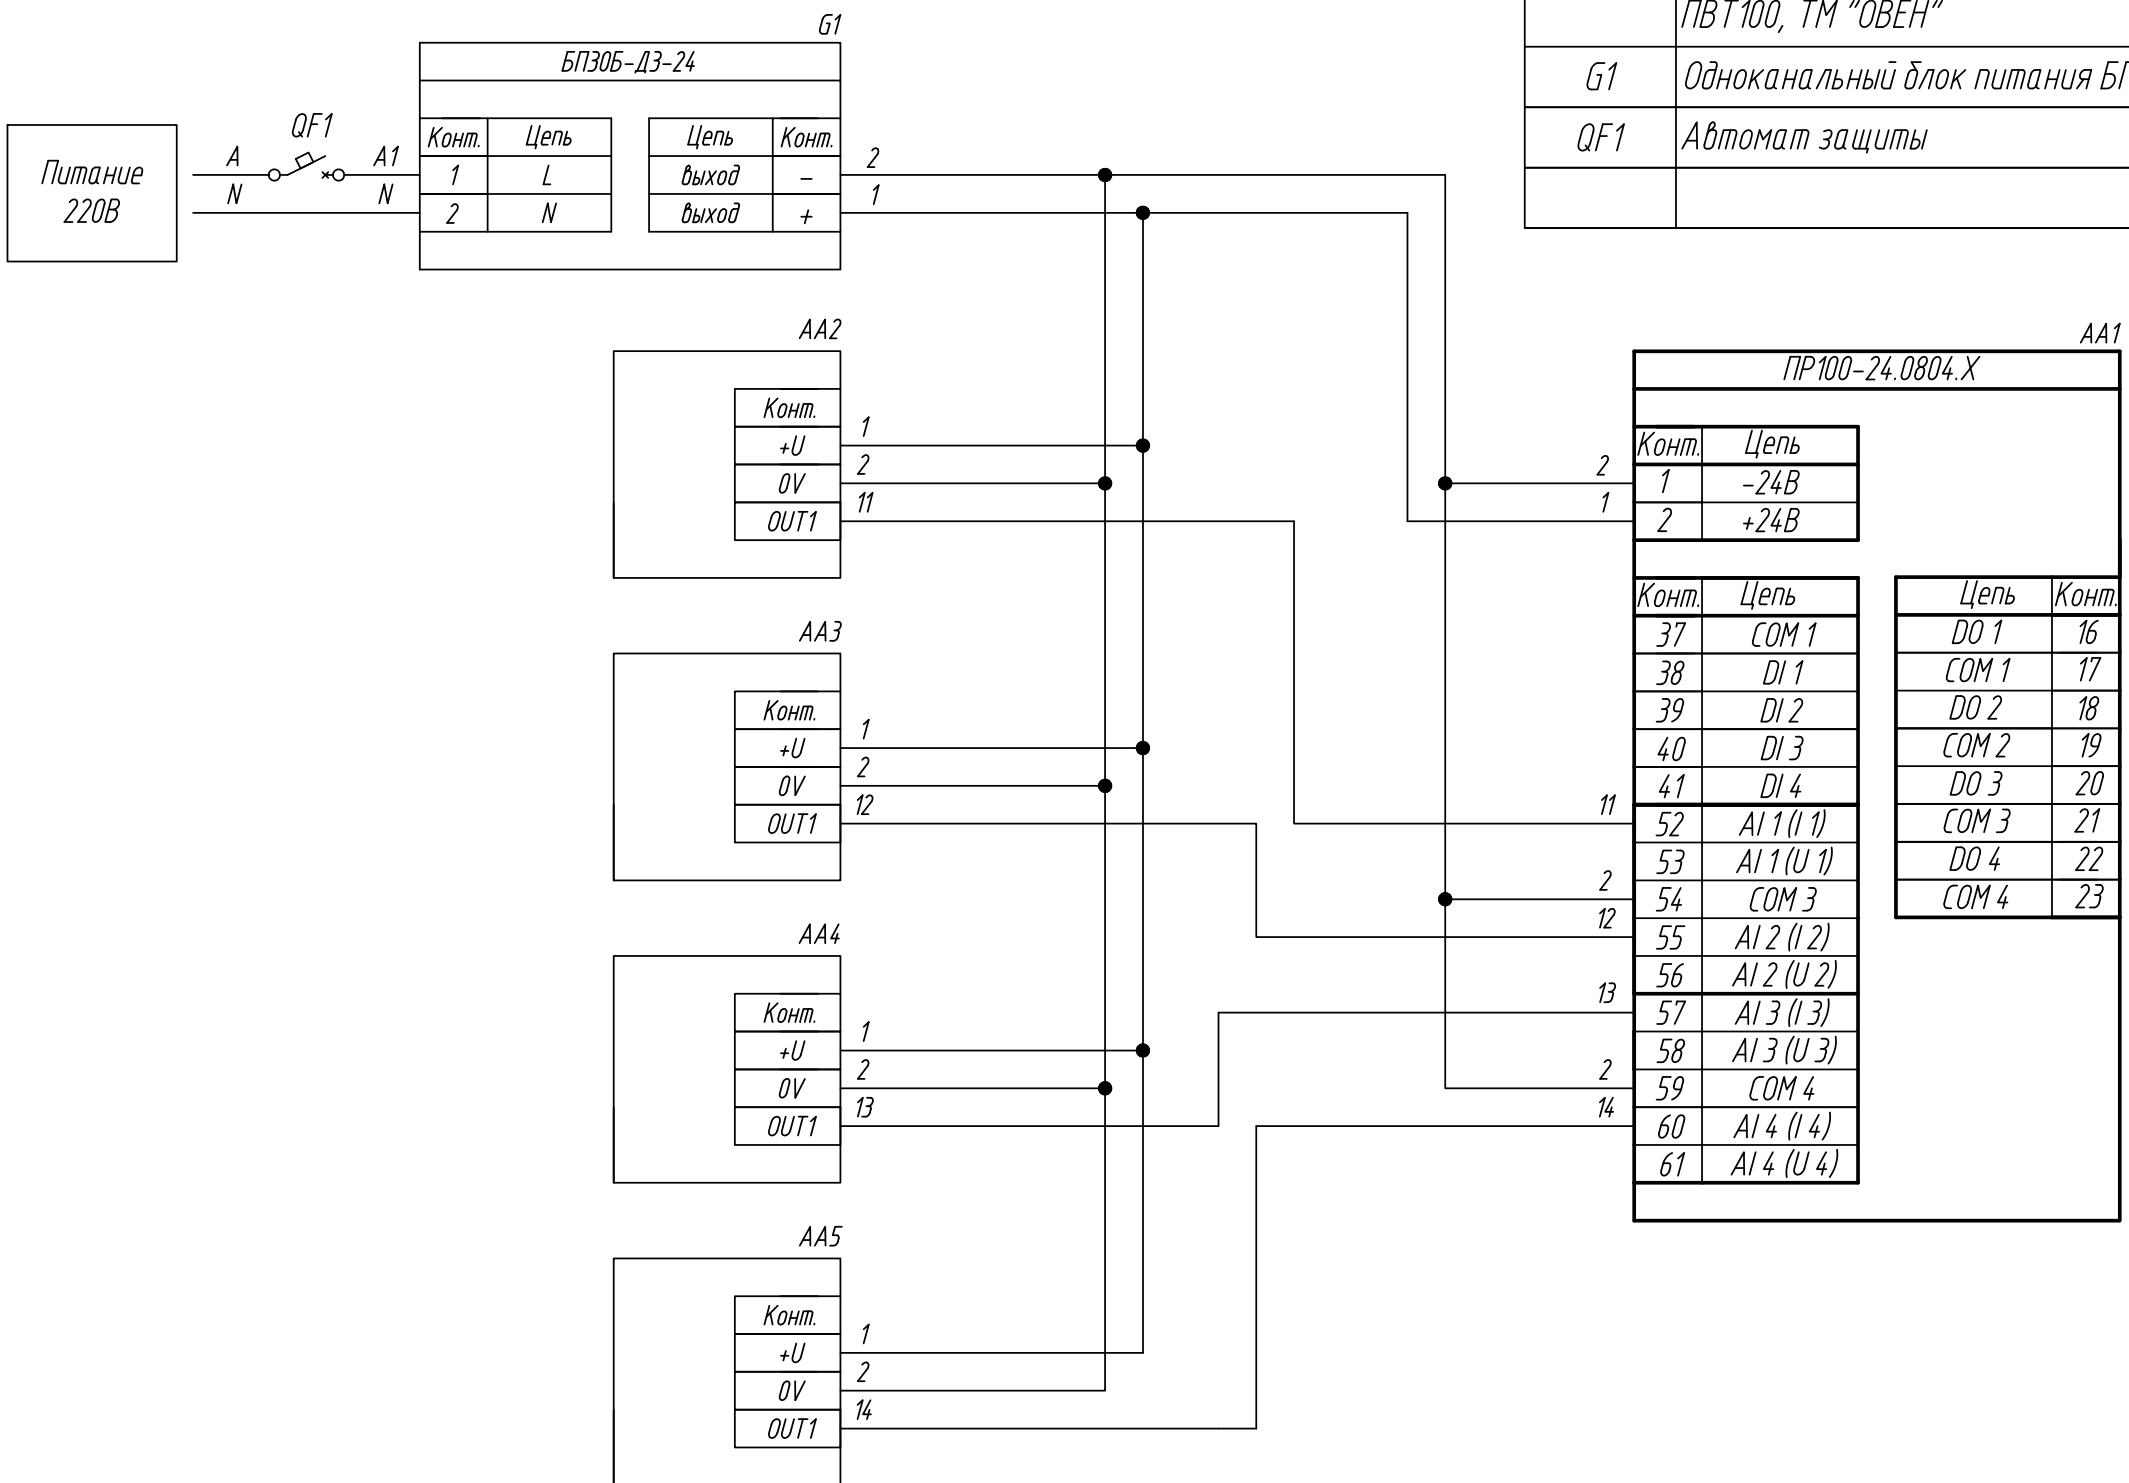 ПВТ100, ТМ "ОВЕН"
G1 Одноканальный блок питания
QF1 Автомат защиты
G1
БП30Б-Д3-24
Конт. Цепь Цепь Конт.
1 L выход -
2 N выход +
Питание
220В
QF1
A A1
N N
2
1
AA2
Конт.
+U 1
0V 2
OUT1 11
AA3
Конт.
+U 1
0V 2
OUT1 12
AA4
Конт.
+U 1
0V 2
OUT1 13
AA5
Конт.
+U 1
0V 2
OUT1 14
AA1
ПР100-24.0804.Х
Конт. Цепь
2 1 -24В
1 2 +24В
Конт. Цепь
37 COM 1
38 DI 1
39 DI 2
40 DI 3
41 DI 4
11 52 AI 1 (I 1)
53 AI 1 (U 1)
2 54 COM 3
12 55 AI 2 (I 2)
56 AI 2 (U 2)
13 57 AI 3 (I 3)
58 AI 3 (U 3)
2 59 COM 4
14 60 AI 4 (I 4)
61 AI 4 (U 4)
Цепь Конт.
DO 1 16
COM 1 17
DO 2 18
COM 2 19
DO 3 20
COM 3 21
DO 4 22
COM 4 23